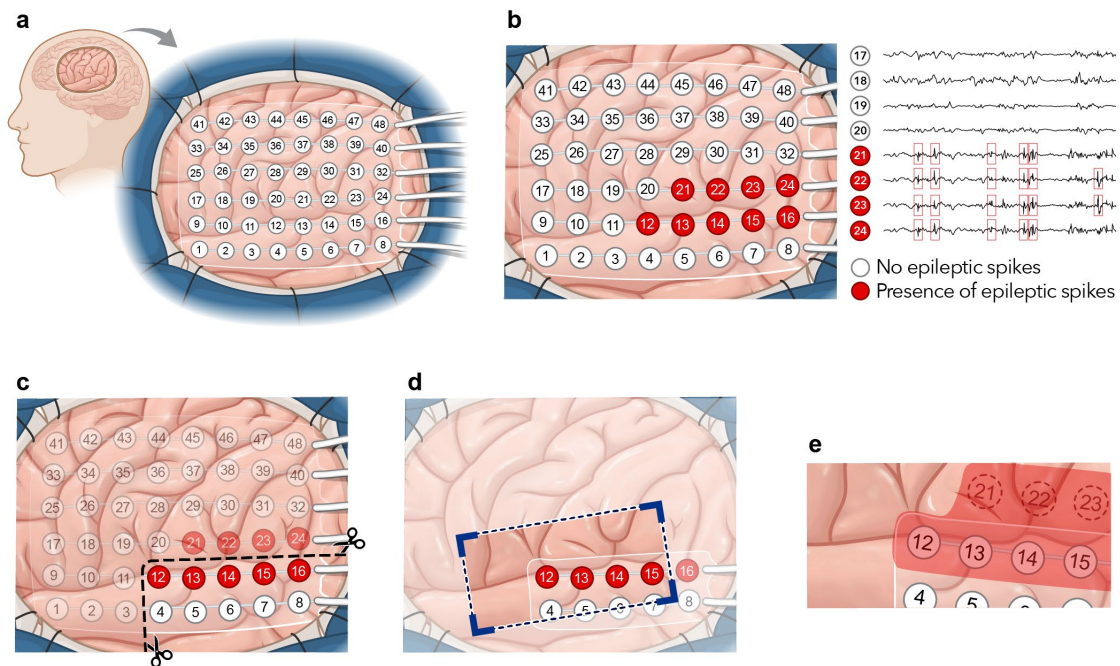 a
41 42 43 44 45 46 47 48
33 34 35 36 37 38 39 40
25 26 27 28 29 30 31 32
17 18 19 20 21 22 23 24
9 10 11 12 13 14 15 16
1 2 3 4 5 6 7 8
b
41 42 43 44 45 46 47 48
33 34 35 36 37 38 39 40
25 26 27 28 29 30 31 32
17 18 19 20 21 22 23 24
9 10 11 12 13 14 15 16
1 2 3 4 5 6 7 8
17
18
19
20
21
22
23
24
No epileptic spikes
Presence of epileptic spikes
c
41 42 43 44 45 46 47 48
33 34 35 36 37 38 39 40
25 26 27 28 29 30 31 32
17 18 19 20 21 22 23 24
9 10 11 12 13 14 15 16
1 2 3 4 5 6 7 8
d
12 13 14 15 16
4 5 6 7 8
e
21 22 23
12 13 14 15
4 5